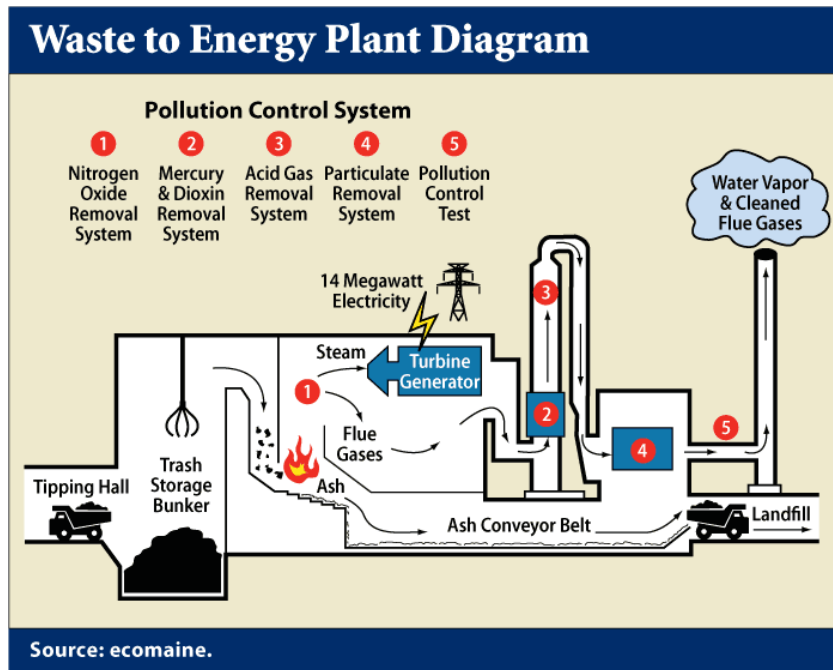 Waste to Energy Plant Diagram
Pollution Control System
1
2
3
4
5
Nitrogen
Oxide
Removal
System
Mercury
& Dioxin
Removal
System
Acid Gas
Removal
System
Particulate
Removal
System
Pollution
Control
Test
Water Vapor
& Cleaned
Flue Gases
14 Megawatt
Electricity
3
Steam
Turbine
Generator
1
2
Flue
Gases
4
5
Tipping Hall
Trash
Storage
Bunker
Ash
Ash Conveyor Belt
Landfill
Source: ecomaine.